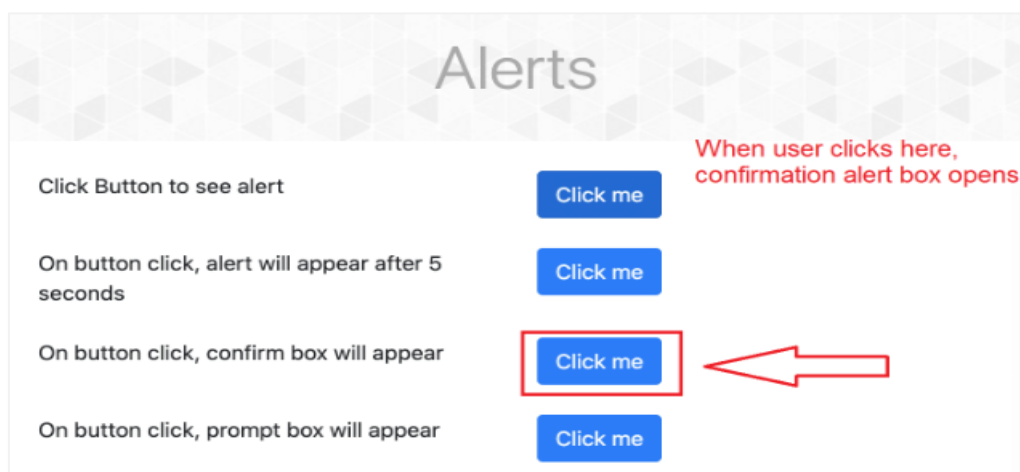 Alerts
When user clicks here,
confirmation alert box opens
Click Button to see alert
Click me
On button click, alert will appear after 5
seconds
Click me
On button click, confirm box will appear
Click me
On button click, prompt box will appear
Click me